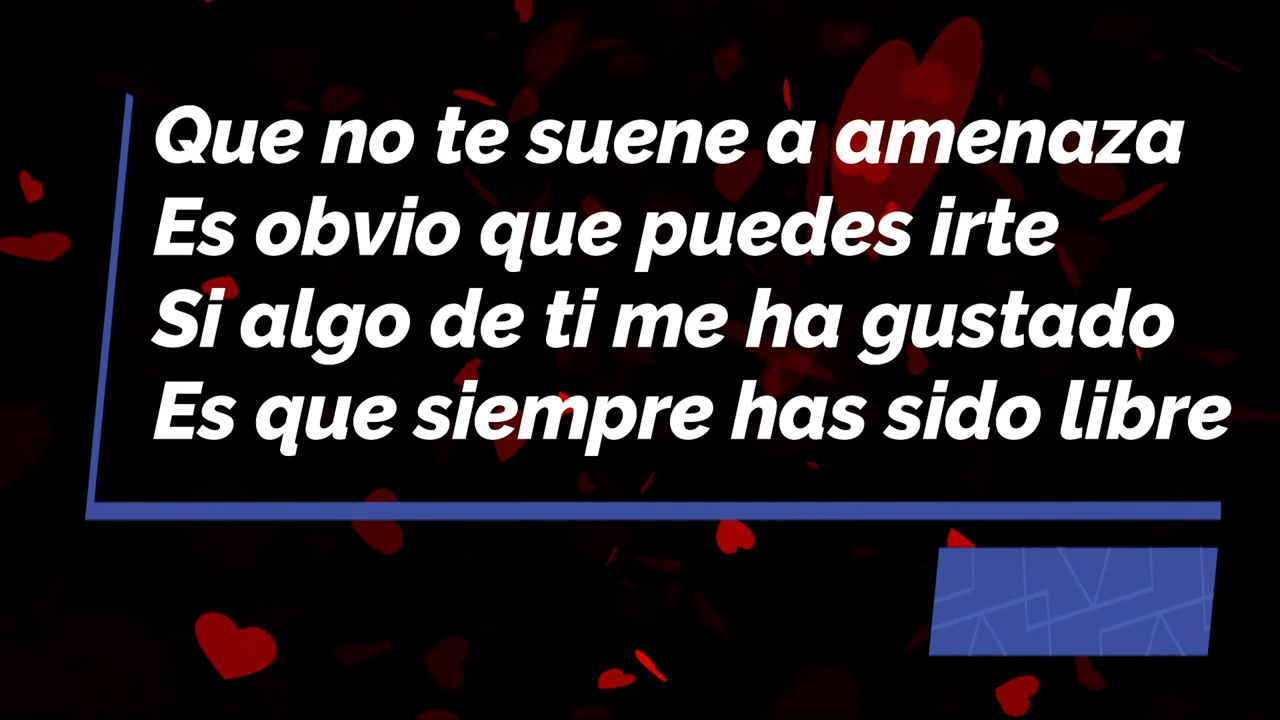 Que no te suene a amenaza
Es obvio que puedes irte
Si algo de ti me ha gustado
Es que siempre has sido libre